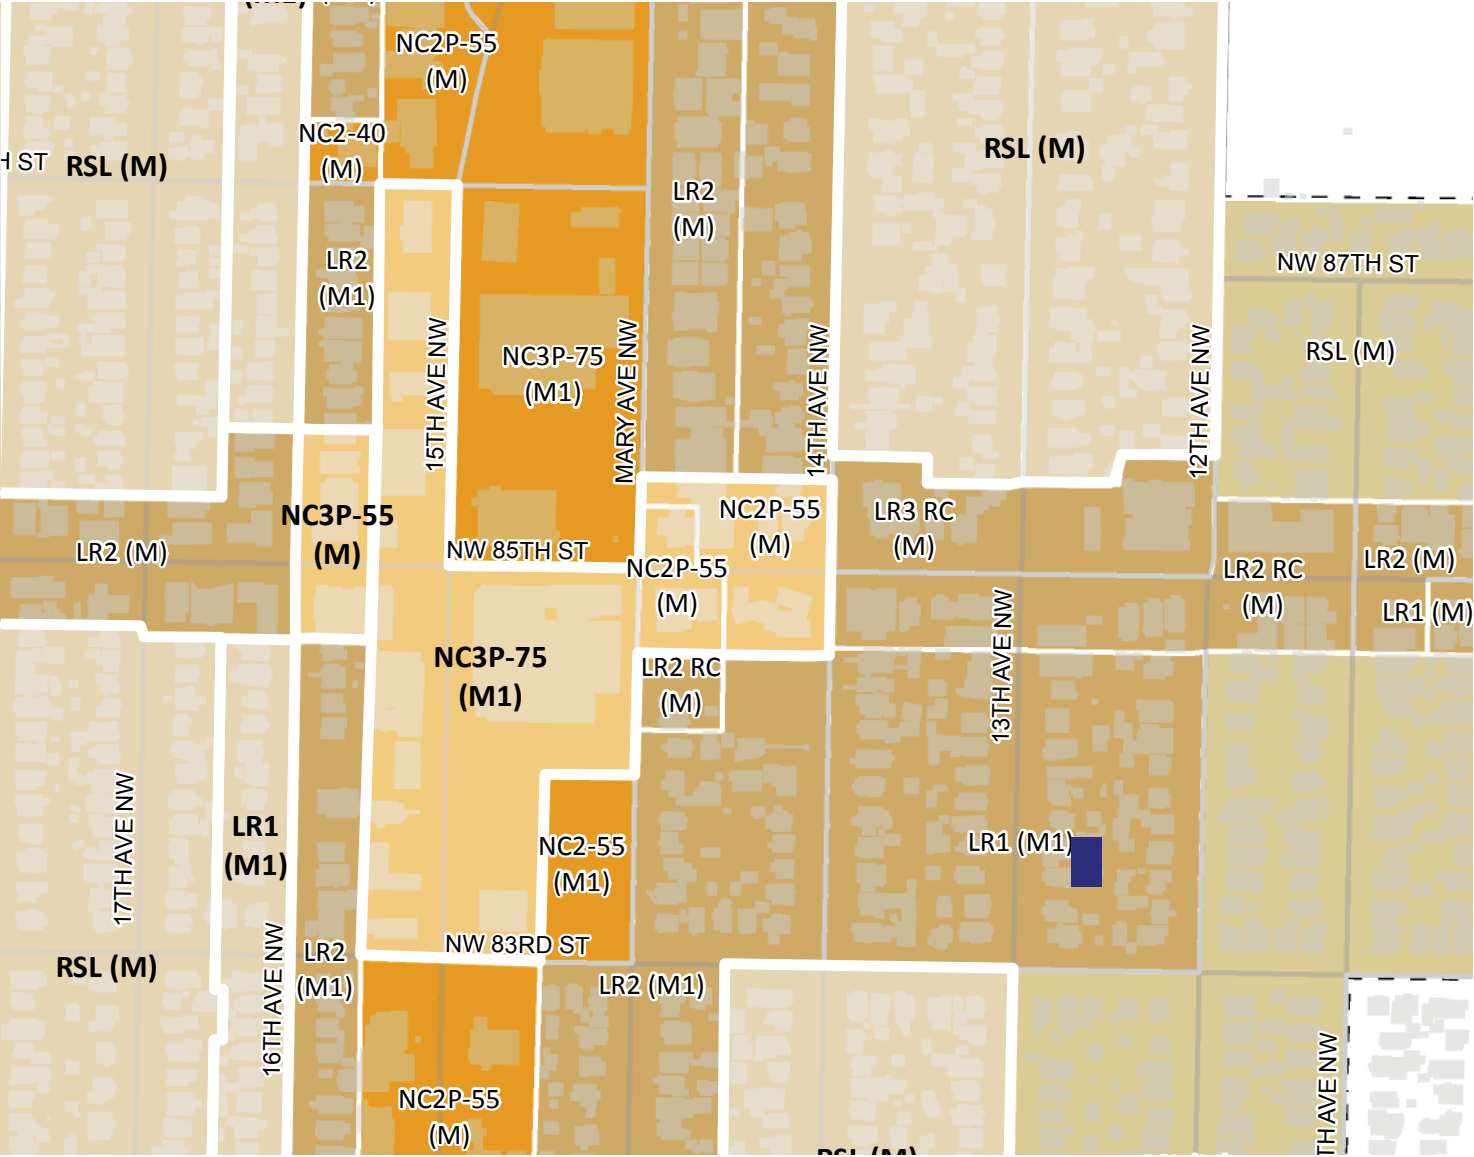 NC2P-55
(M)
NC2-40
(M)
H ST
RSL (M)
RSL (M)
LR2
(M)
LR2
(M1)
NW 87TH ST
RSL (M)
15TH AVE NW
NC3P-75
(M1)
MARY AVE NW
14TH AVE NW
12TH AVE NW
NC3P-55
(M)
NC2P-55
(M)
LR3 RC
(M)
LR2 (M)
NW 85TH ST
NC2P-55
(M)
LR2 RC
(M)
LR2 (M)
LR1 (M)
13TH AVE NW
NC3P-75
(M1)
LR2 RC
(M)
17TH AVE NW
LR1
(M1)
NC2-55
(M1)
LR1 (M1)
16TH AVE NW
LR2
(M1)
NW 83RD ST
RSL (M)
LR2 (M1)
NC2P-55
(M)
TH AVE NW
RSL (M)